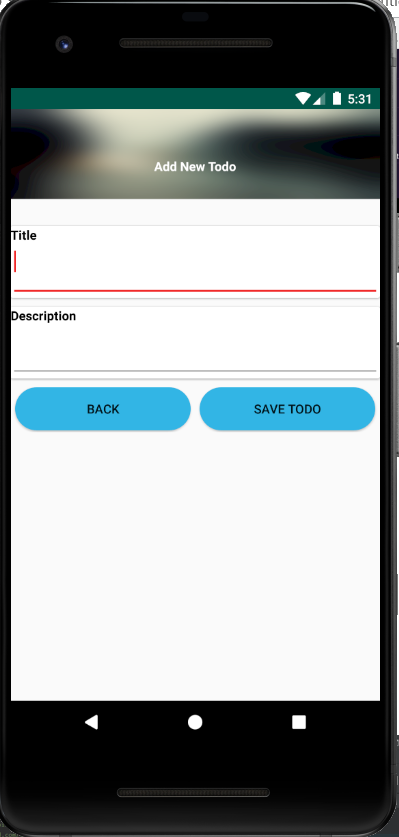 5:31
Add New Todo
Title
Description
BACK SAVE TODO